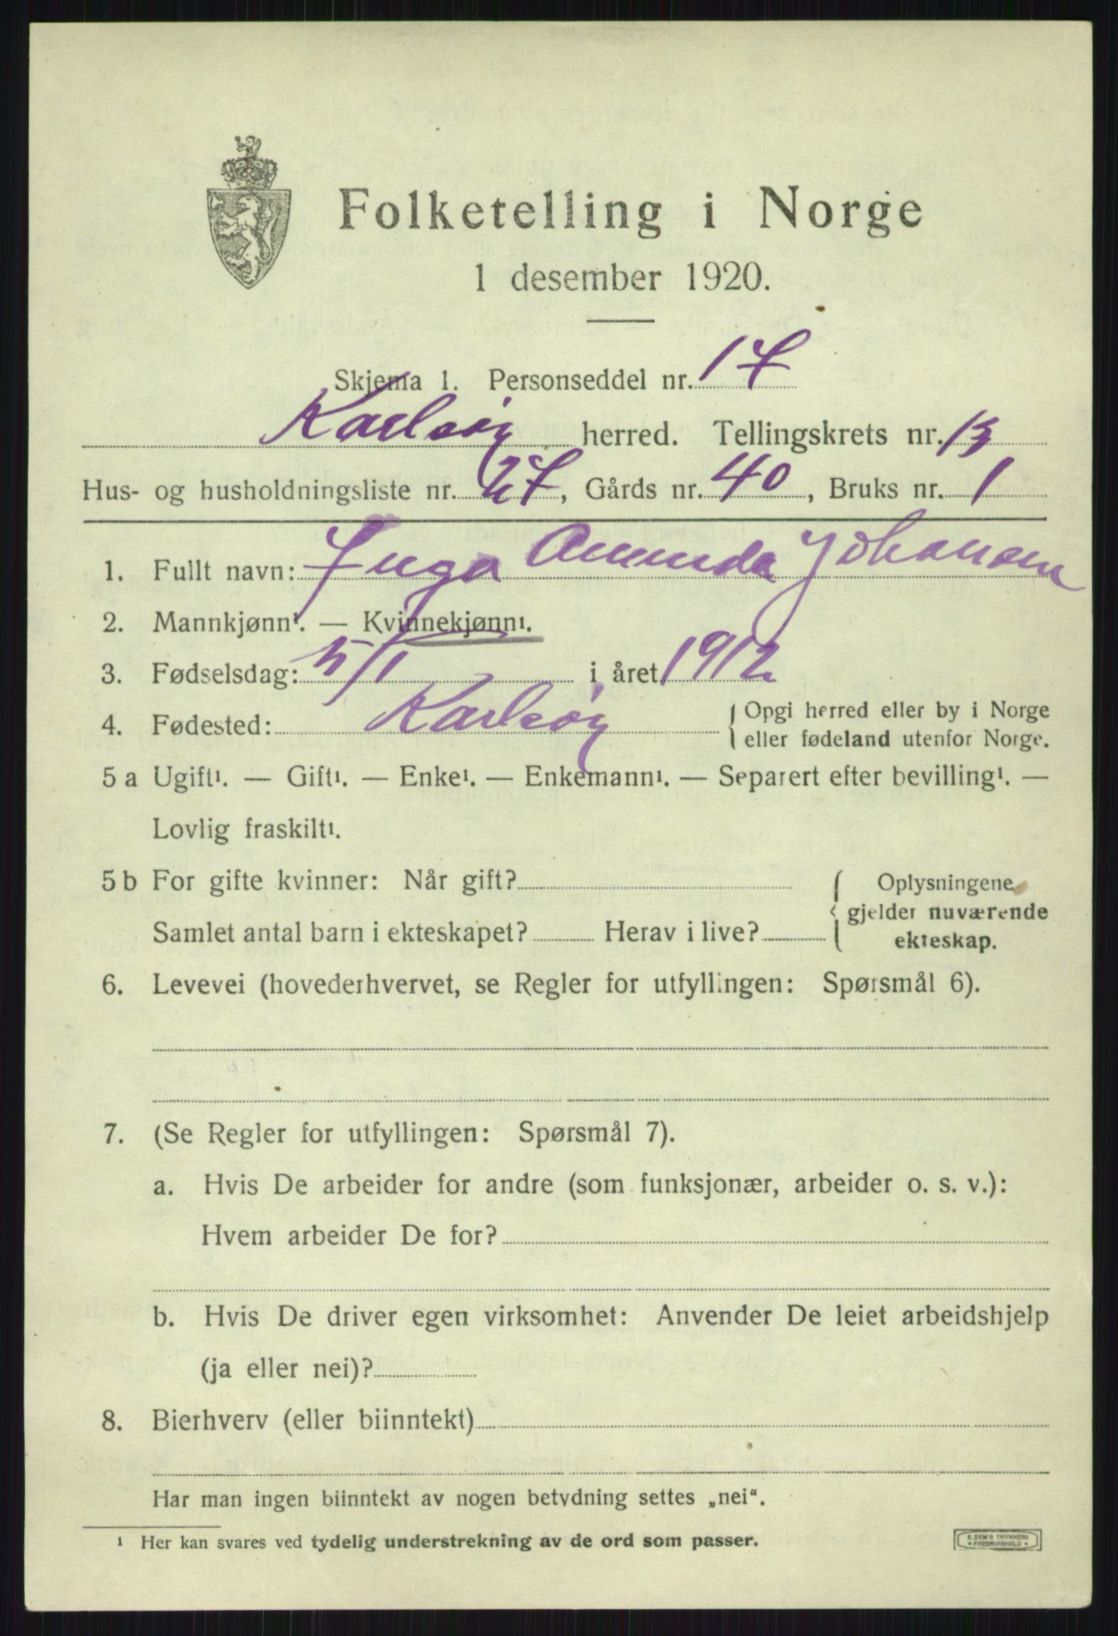 Folketelling i Norge
1 desember 1920.
Skjema 1. Personseddel nr. 17
Karlsöy herred. Tellingskrets nr. 13
Hus- og husholdningsliste nr. 27, Gårds nr. 40, Bruks nr. 1
1. Fullt navn: Inga Amunda Johansen
2. Mannkjønn¹. — Kvinnekjønn¹.
3. Fødselsdag: 5/1 i året 1912
4. Fødested: Karlsöy { Opgi herred eller by i Norge
eller fødeland utenfor Norge.
5 a Ugift¹. — Gift¹. — Enke¹. — Enkemann¹. — Separert efter bevilling¹. —
Lovlig fraskilt¹.
5 b For gifte kvinner: Når gift? { Oplysningene
gjelder nuværende
Samlet antal barn i ekteskapet? Herav i live? ekteskap.
6. Levevei (hovederhvervet, se Regler for utfyllingen: Spørsmål 6).
7. (Se Regler for utfyllingen: Spørsmål 7).
a. Hvis De arbeider for andre (som funksjonær, arbeider o. s. v.):
Hvem arbeider De for?
b. Hvis De driver egen virksomhet: Anvender De leiet arbeidshjelp
(ja eller nei)?
8. Bierhverv (eller biinntekt)
Har man ingen biinntekt av nogen betydning settes „nei“.
¹ Her kan svares ved tydelig understrekning av de ord som passer.
E. SEM'S TRYKKERI
• FREDRIKSHALD •